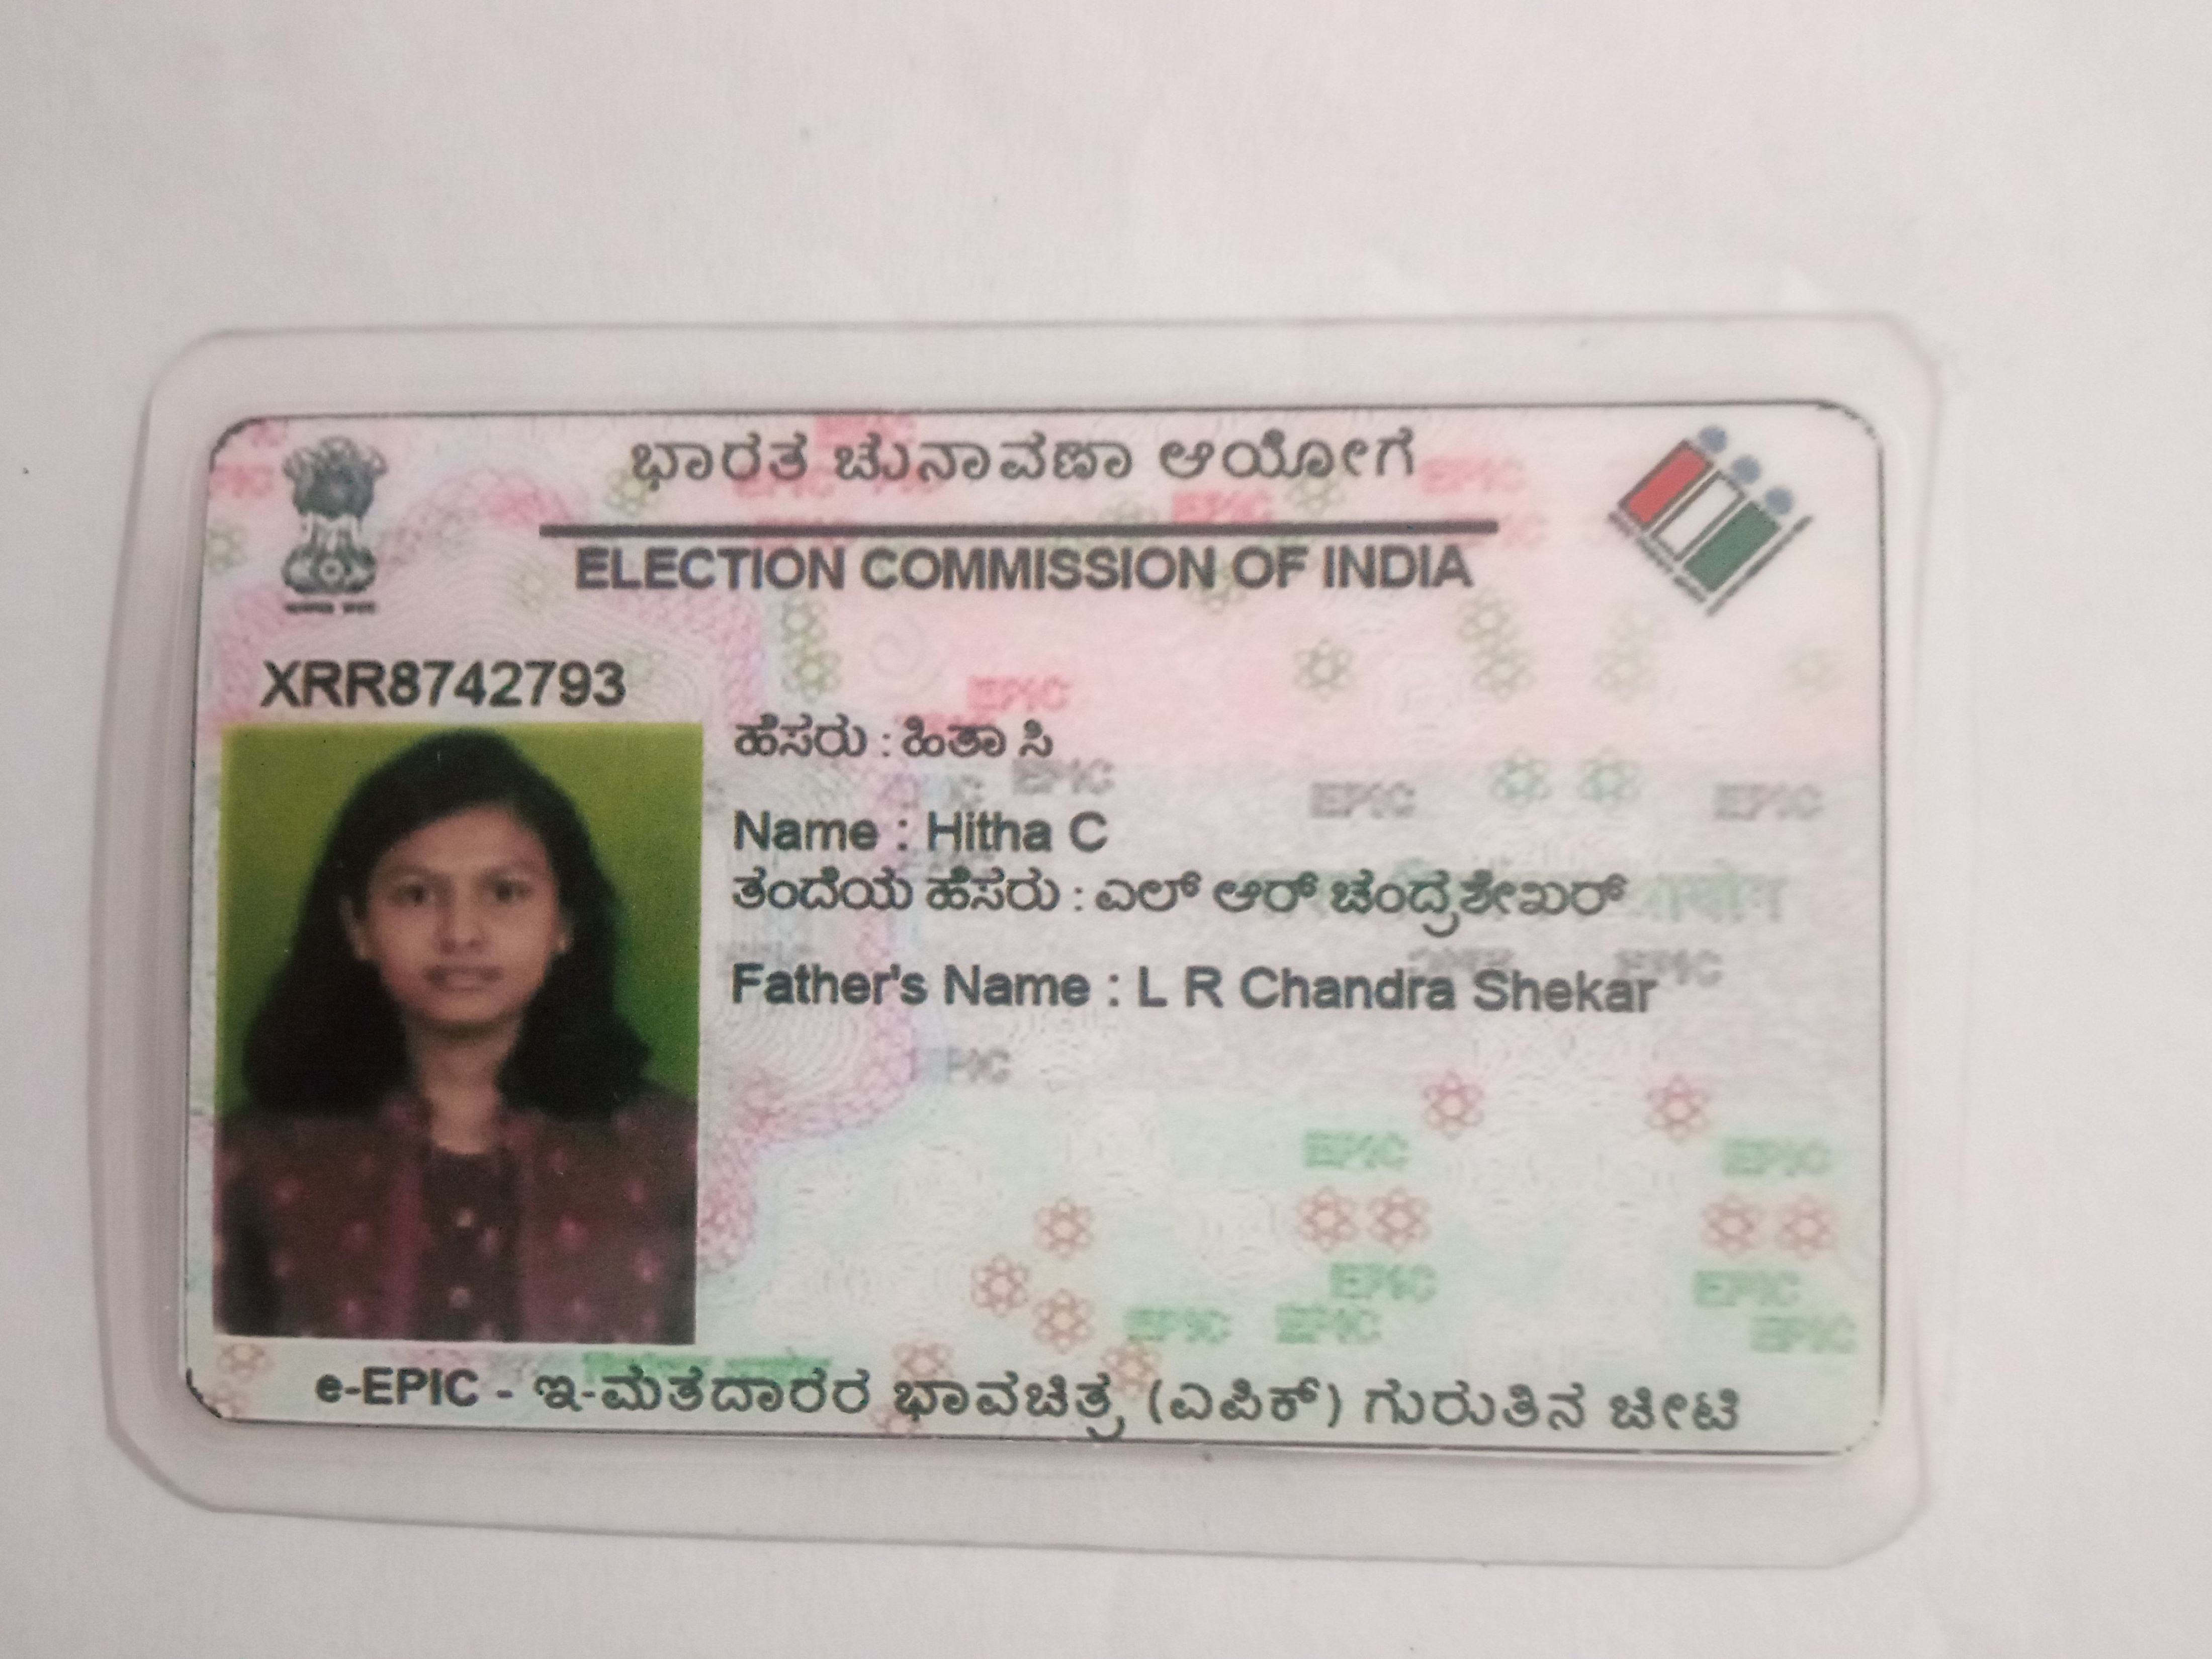 ಭಾರತ ಚುನಾವಣಾ ಆಯೋಗ
ELECTION COMMISSION OF INDIA
XRR8742793
ಹೆಸರು : ಹಿತಾ ಸಿ
Name : Hitha C
ತಂದೆಯ ಹೆಸರು : ಎಲ್ ಆರ್ ಚಂದ್ರಶೇಖರ್
Father's Name : L R Chandra Shekar
e-EPIC - ಇ-ಮತದಾರರ ಭಾವಚಿತ್ರ (ಎಪಿಕ್) ಗುರುತಿನ ಚೀಟಿ